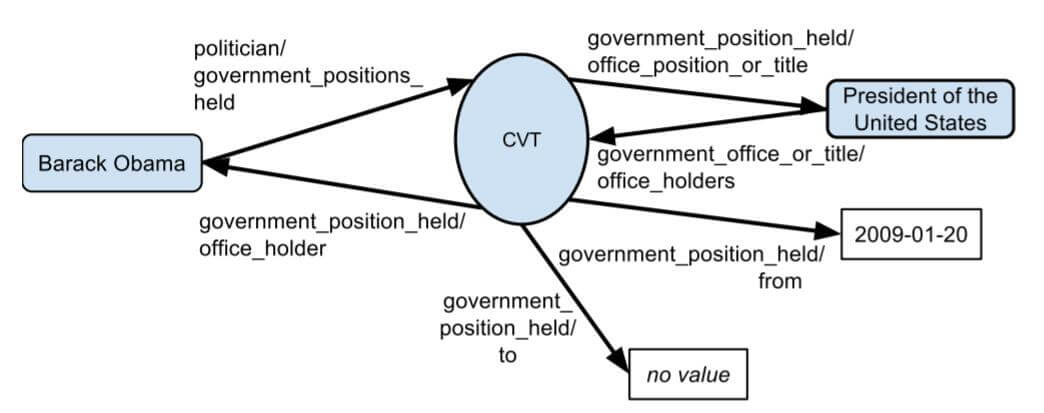 politician/
government_positions_
held
government_position_held/
office_position_or_title
President of the
United States
Barack Obama
CVT
government_office_or_title/
office_holders
government_position_held/
office_holder
2009-01-20
government_position_held/
from
government_
position_held/
to
no value